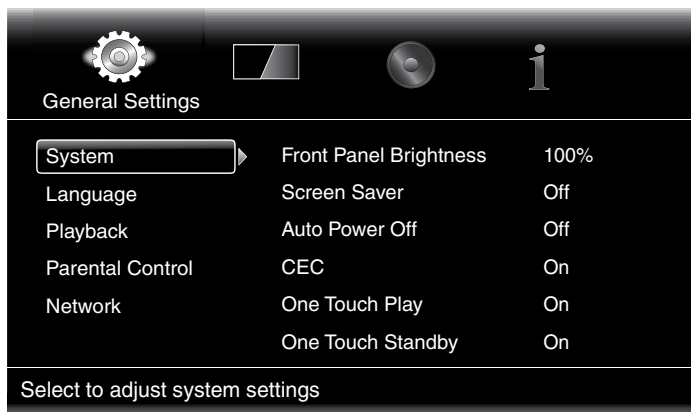 General Settings
System
Front Panel Brightness 100%
Language
Screen Saver Off
Playback
Auto Power Off Off
Parental Control
CEC On
Network
One Touch Play On
One Touch Standby On
Select to adjust system settings